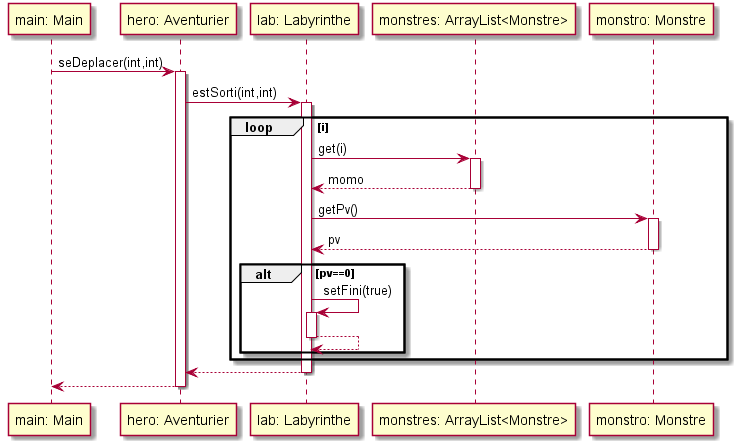 main: Main
hero: Aventurier
lab: Labyrinthe
monstres: ArrayList<Monstre>
monstro: Monstre
seDeplacer(int,int)
estSorti(int,int)
loop
[i]
get(i)
momo
getPv()
pv
alt
[pv==0]
setFini(true)
main: Main
hero: Aventurier
lab: Labyrinthe
monstres: ArrayList<Monstre>
monstro: Monstre